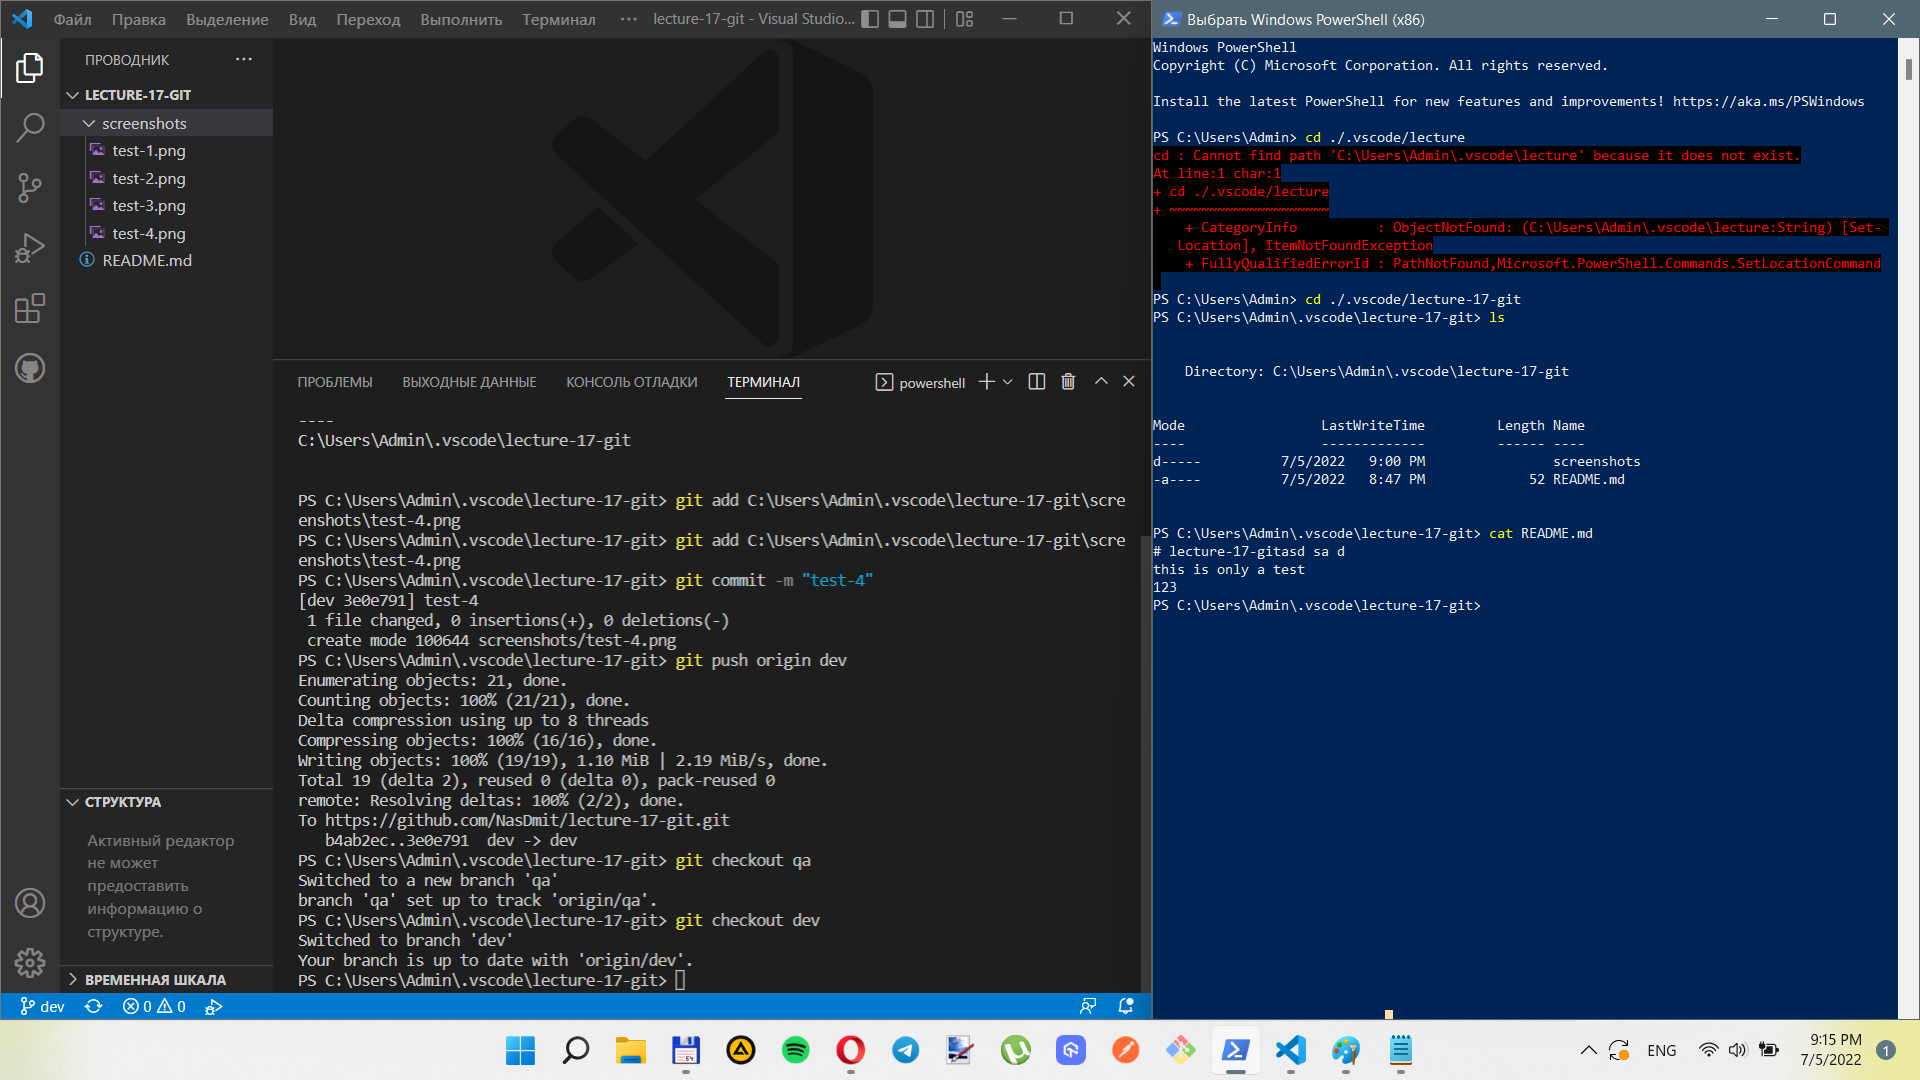 Файл Правка Выделение Вид Переход Выполнить Терминал ··· lecture-17-git - Visual Studio...
ПРОВОДНИК ···
LECTURE-17-GIT
screenshots
test-1.png
test-2.png
test-3.png
test-4.png
README.md
СТРУКТУРА
Активный редактор
не может
предоставить
информацию о
структуре.
ВРЕМЕННАЯ ШКАЛА
ПРОБЛЕМЫ ВЫХОДНЫЕ ДАННЫЕ КОНСОЛЬ ОТЛАДКИ ТЕРМИНАЛ powershell
----
C:\Users\Admin\.vscode\lecture-17-git
PS C:\Users\Admin\.vscode\lecture-17-git> git add C:\Users\Admin\.vscode\lecture-17-git\scre
enshots\test-4.png
PS C:\Users\Admin\.vscode\lecture-17-git> git add C:\Users\Admin\.vscode\lecture-17-git\scre
enshots\test-4.png
PS C:\Users\Admin\.vscode\lecture-17-git> git commit -m "test-4"
[dev 3e0e791] test-4
 1 file changed, 0 insertions(+), 0 deletions(-)
 create mode 100644 screenshots/test-4.png
PS C:\Users\Admin\.vscode\lecture-17-git> git push origin dev
Enumerating objects: 21, done.
Counting objects: 100% (21/21), done.
Delta compression using up to 8 threads
Compressing objects: 100% (16/16), done.
Writing objects: 100% (19/19), 1.10 MiB | 2.19 MiB/s, done.
Total 19 (delta 2), reused 0 (delta 0), pack-reused 0
remote: Resolving deltas: 100% (2/2), done.
To https://github.com/NasDmit/lecture-17-git.git
   b4ab2ec..3e0e791  dev -> dev
PS C:\Users\Admin\.vscode\lecture-17-git> git checkout qa
Switched to a new branch 'qa'
branch 'qa' set up to track 'origin/qa'.
PS C:\Users\Admin\.vscode\lecture-17-git> git checkout dev
Switched to branch 'dev'
Your branch is up to date with 'origin/dev'.
PS C:\Users\Admin\.vscode\lecture-17-git>
dev 0 0
Выбрать Windows PowerShell (x86)
Windows PowerShell
Copyright (C) Microsoft Corporation. All rights reserved.
Install the latest PowerShell for new features and improvements! https://aka.ms/PSWindows
PS C:\Users\Admin> cd ./.vscode/lecture
cd : Cannot find path 'C:\Users\Admin\.vscode\lecture' because it does not exist.
At line:1 char:1
+ cd ./.vscode/lecture
+ ~~~~~~~~~~~~~~~~~~~~
    + CategoryInfo          : ObjectNotFound: (C:\Users\Admin\.vscode\lecture:String) [Set-
   Location], ItemNotFoundException
    + FullyQualifiedErrorId : PathNotFound,Microsoft.PowerShell.Commands.SetLocationCommand
PS C:\Users\Admin> cd ./.vscode/lecture-17-git
PS C:\Users\Admin\.vscode\lecture-17-git> ls
    Directory: C:\Users\Admin\.vscode\lecture-17-git
Mode                 LastWriteTime         Length Name
----                 -------------         ------ ----
d-----          7/5/2022   9:00 PM                screenshots
-a----          7/5/2022   8:47 PM             52 README.md
PS C:\Users\Admin\.vscode\lecture-17-git> cat README.md
# lecture-17-gitasd sa d
this is only a test
123
PS C:\Users\Admin\.vscode\lecture-17-git>
64
ENG
9:15 PM
7/5/2022
1